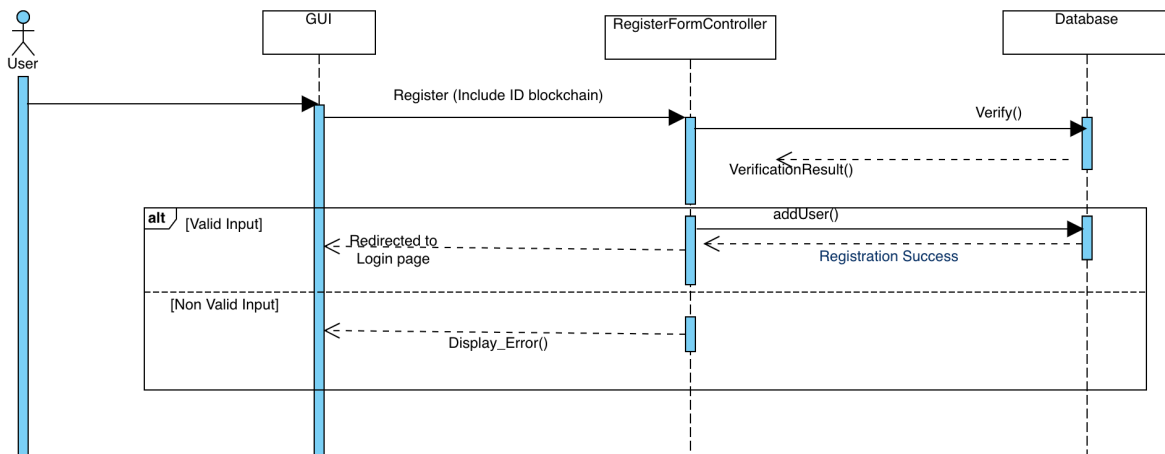 User
GUI
RegisterFormController
Database
Register (Include ID blockchain)
Verify()
VerificationResult()
alt
[Valid Input]
addUser()
Redirected to
Login page
Registration Success
[Non Valid Input]
Display_Error()